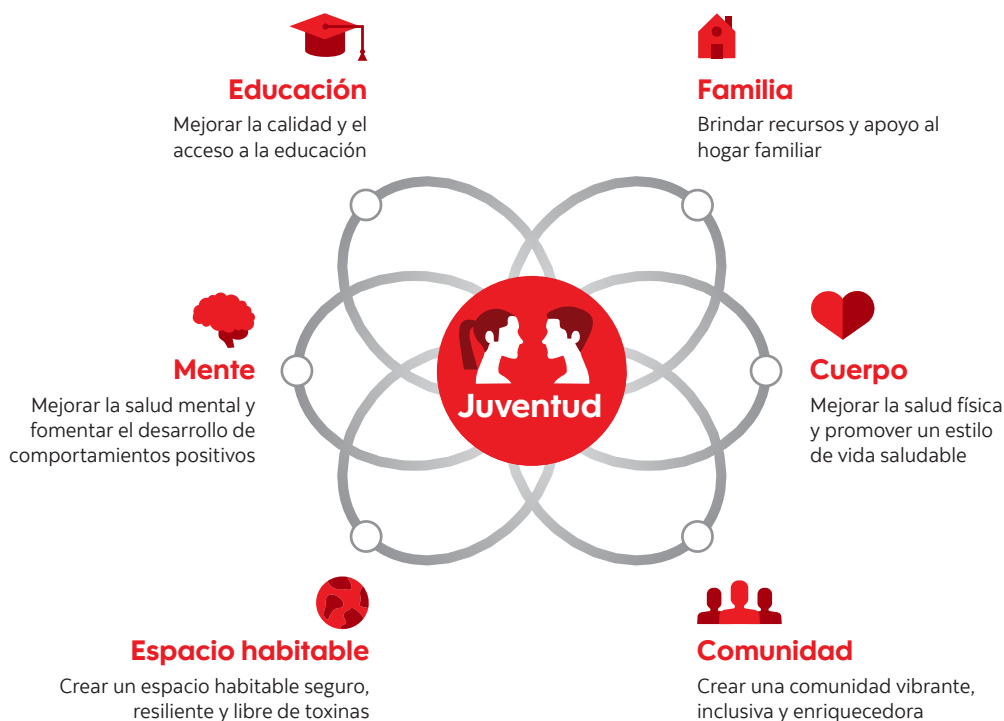 Educación
Mejorar la calidad y el
acceso a la educación
Familia
Brindar recursos y apoyo al
hogar familiar
Mente
Mejorar la salud mental y
fomentar el desarrollo de
comportamientos positivos
Juventud
Cuerpo
Mejorar la salud física
y promover un estilo
de vida saludable
Espacio habitable
Crear un espacio habitable seguro,
resiliente y libre de toxinas
Comunidad
Crear una comunidad vibrante,
inclusiva y enriquecedora